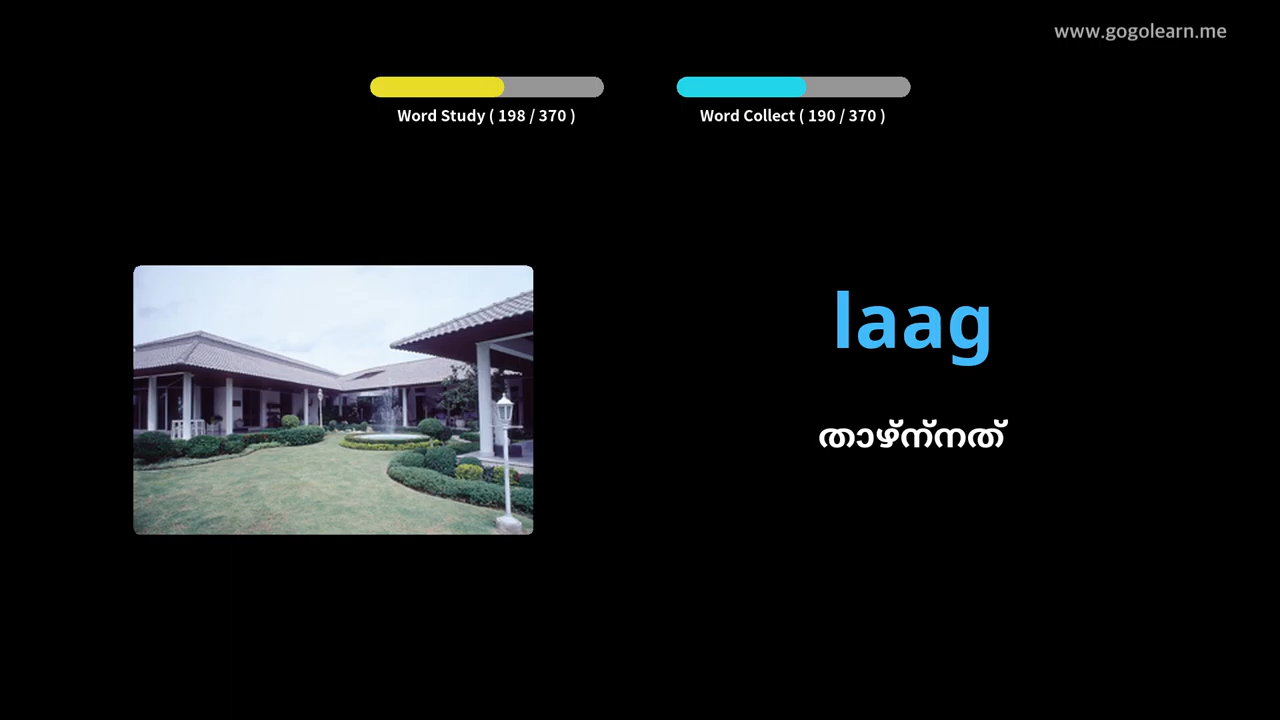 www.gogolearn.me
Word Study ( 198 / 370 )
Word Collect ( 190 / 370 )
laag
താഴ്ന്നത്